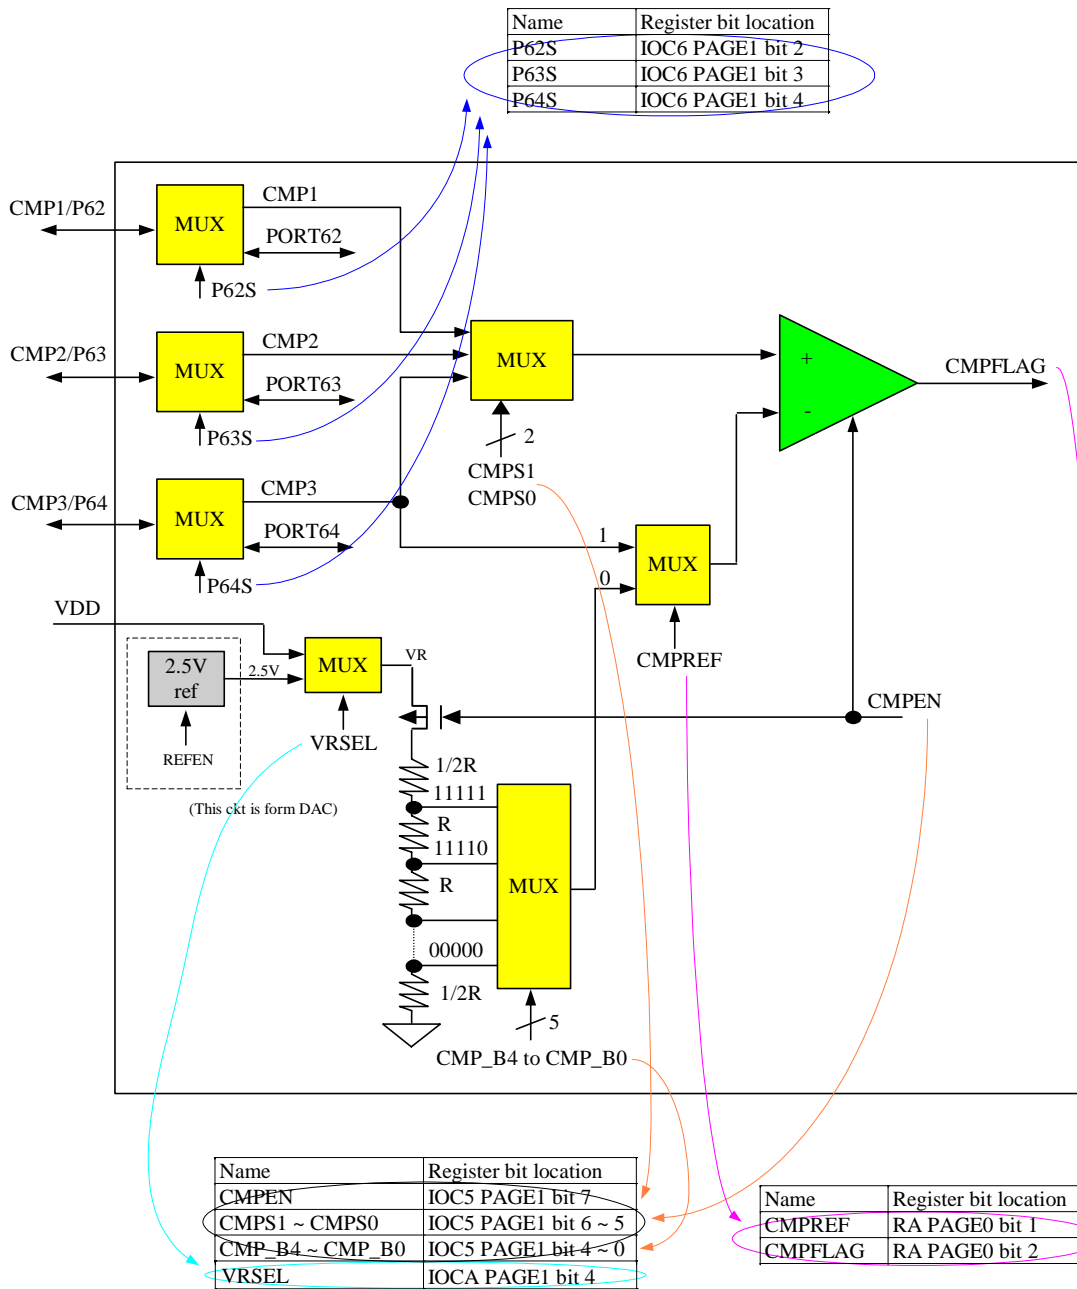 Name Register bit location
P62S IOC6 PAGE1 bit 2
P63S IOC6 PAGE1 bit 3
P64S IOC6 PAGE1 bit 4
CMP1/P62
MUX
CMP1
PORT62
P62S
CMP2/P63
MUX
CMP2
PORT63
P63S
MUX
2
CMPS1
CMPS0
+
-
CMPFLAG
CMP3/P64
MUX
CMP3
PORT64
P64S
1
0
MUX
CMPREF
VDD
2.5V
ref
2.5V
REFEN
MUX
VR
VRSEL
CMPEN
(This ckt is form DAC)
1/2R
11111
R
11110
R
00000
1/2R
MUX
5
CMP_B4 to CMP_B0
Name Register bit location
CMPEN IOC5 PAGE1 bit 7
CMPS1 ~ CMPS0 IOC5 PAGE1 bit 6 ~ 5
CMP_B4 ~ CMP_B0 IOC5 PAGE1 bit 4 ~ 0
VRSEL IOCA PAGE1 bit 4
Name Register bit location
CMPREF RA PAGE0 bit 1
CMPFLAG RA PAGE0 bit 2